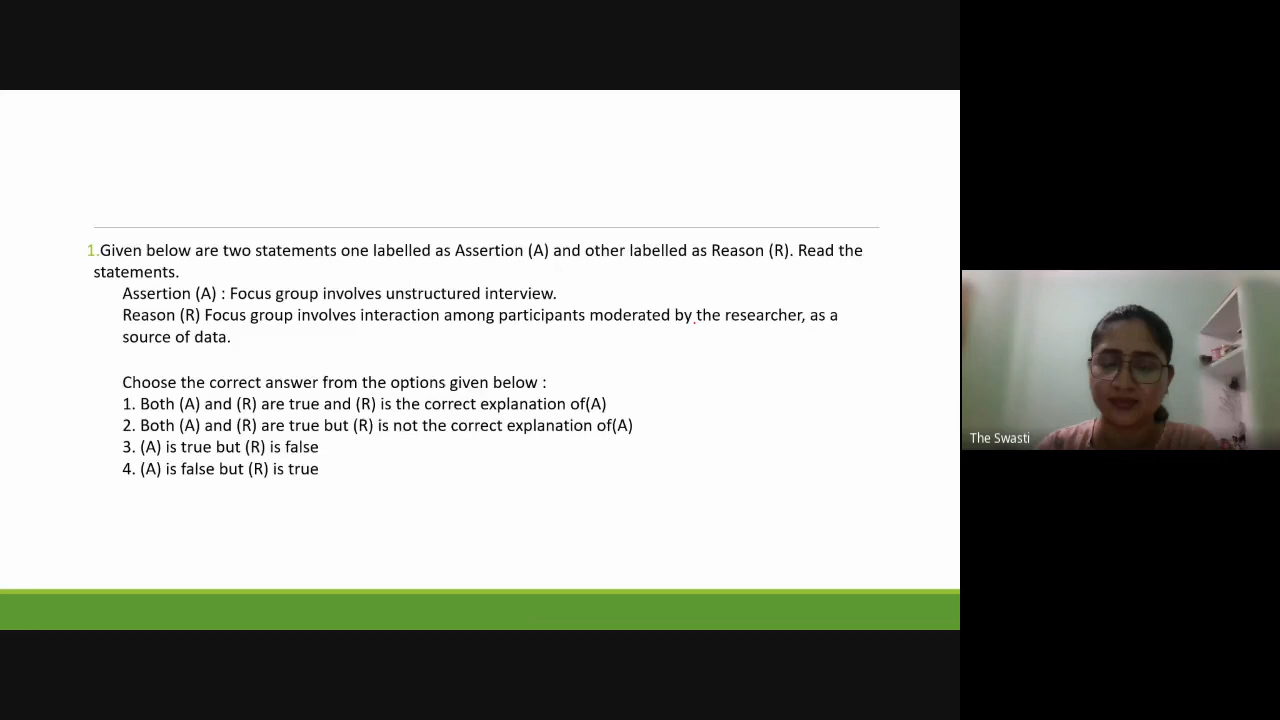 1.Given below are two statements one labelled as Assertion (A) and other labelled as Reason (R). Read the
statements.
Assertion (A) : Focus group involves unstructured interview.
Reason (R) Focus group involves interaction among participants moderated by the researcher, as a
source of data.
Choose the correct answer from the options given below :
1. Both (A) and (R) are true and (R) is the correct explanation of(A)
2. Both (A) and (R) are true but (R) is not the correct explanation of(A)
3. (A) is true but (R) is false
4. (A) is false but (R) is true
The Swasti